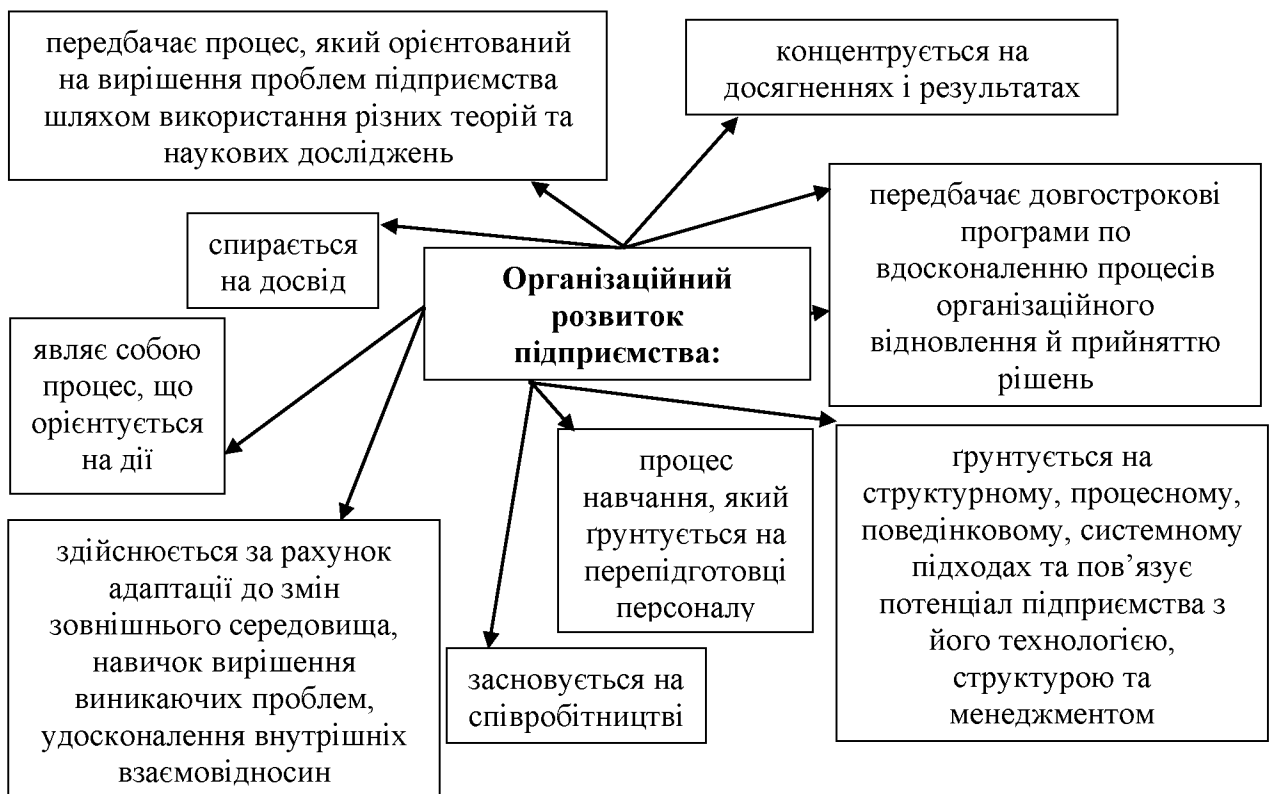 передбачає процес, який орієнтований
на вирішення проблем підприємства
шляхом використання різних теорій та
наукових досліджень
концентрується на
досягненнях і результатах
передбачає довгострокові
програми по
вдосконаленню процесів
організаційного
відновлення й прийняттю
рішень
спирається
на досвід
Організаційний
розвиток
підприємства:
являє собою
процес, що
орієнтується
на дії
процес
навчання, який
ґрунтується на
перепідготовці
персоналу
ґрунтується на
структурному, процесному,
поведінковому, системному
підходах та пов’язує
потенціал підприємства з
його технологією,
структурою та
менеджментом
здійснюється за рахунок
адаптації до змін
зовнішнього середовища,
навичок вирішення
виникаючих проблем,
удосконалення внутрішніх
взаємовідносин
засновується на
співробітництві